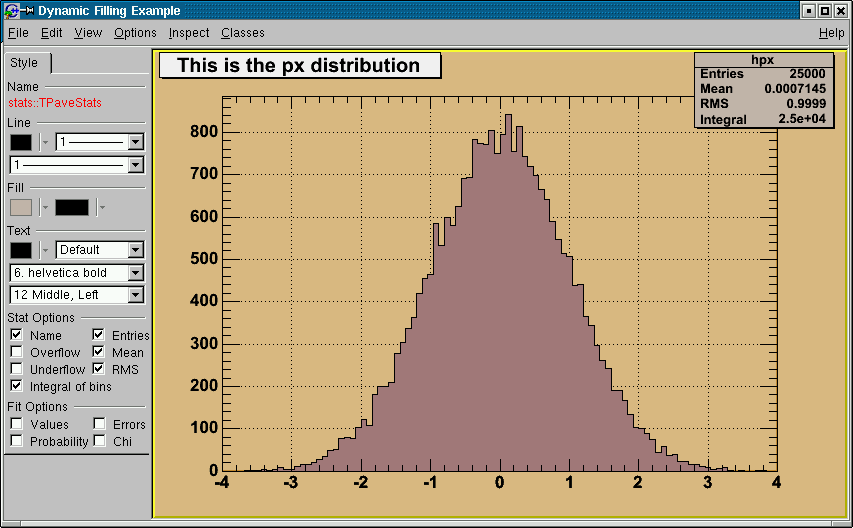 Dynamic Filling Example
File Edit View Options Inspect Classes Help
Style
Name
stats::TPaveStats
Line
1
1
Fill
Text
Default
6. helvetica bold
12 Middle, Left
Stat Options
Name Entries
Overflow Mean
Underflow RMS
Integral of bins
Fit Options
Values Errors
Probability Chi
This is the px distribution
hpx
Entries 25000
Mean 0.0007145
RMS 0.9999
Integral 2.5e+04
800
700
600
500
400
300
200
100
0
-4 -3 -2 -1 0 1 2 3 4